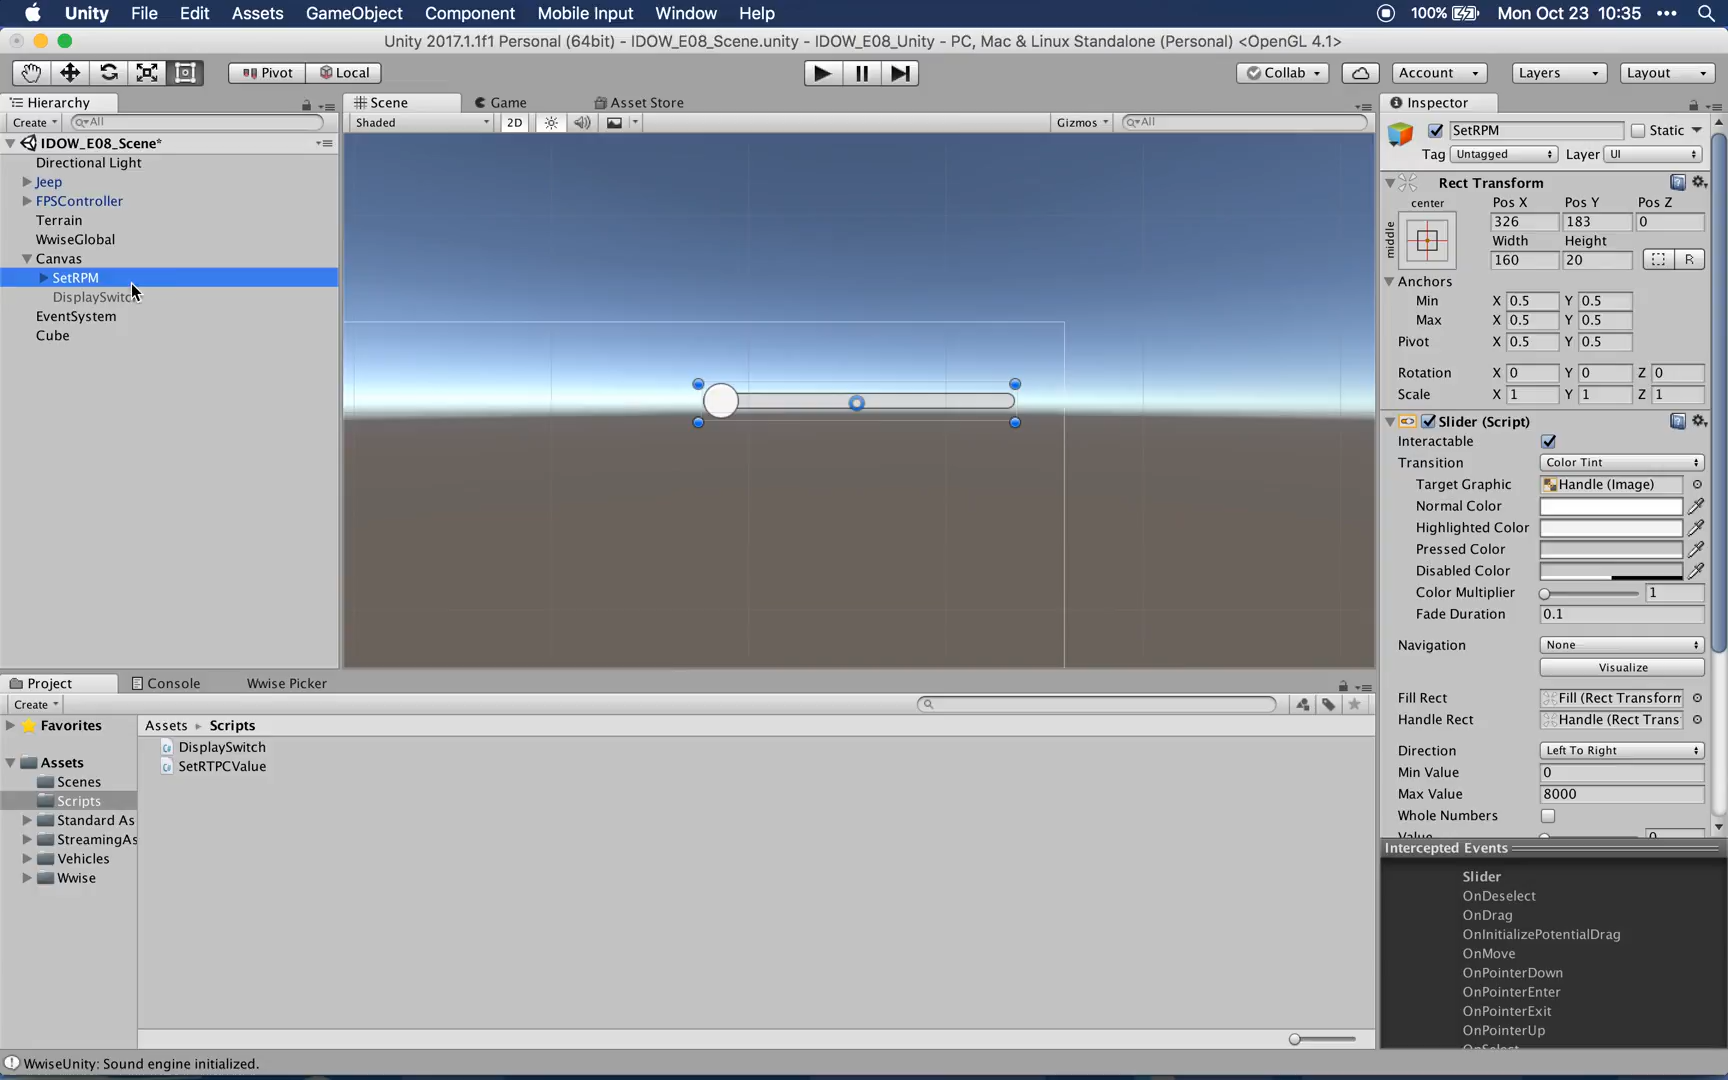 Unity File Edit Assets GameObject Component Mobile Input Window Help 100% Mon Oct 23 10:35
Unity 2017.1.1f1 Personal (64bit) - IDOW_E08_Scene.unity - IDOW_E08_Unity - PC, Mac & Linux Standalone (Personal) <OpenGL 4.1>
Pivot Local Collab Account Layers Layout
Hierarchy
Create All
IDOW_E08_Scene*
Directional Light
Jeep
FPSController
Terrain
WwiseGlobal
Canvas
SetRPM
DisplaySwitch
EventSystem
Cube
Scene Game Asset Store
Shaded 2D Gizmos All
Inspector
SetRPM Static
Tag Untagged Layer UI
Rect Transform
center Pos X Pos Y Pos Z
middle 326 183 0
Width Height
160 20 R
Anchors
Min X 0.5 Y 0.5
Max X 0.5 Y 0.5
Pivot X 0.5 Y 0.5
Rotation X 0 Y 0 Z 0
Scale X 1 Y 1 Z 1
Slider (Script)
Interactable
Transition Color Tint
Target Graphic Handle (Image)
Normal Color
Highlighted Color
Pressed Color
Disabled Color
Color Multiplier 1
Fade Duration 0.1
Navigation None
Visualize
Fill Rect Fill (Rect Transform
Handle Rect Handle (Rect Trans
Direction Left To Right
Min Value 0
Max Value 8000
Whole Numbers
Value 0
Intercepted Events
Slider
OnDeselect
OnDrag
OnInitializePotentialDrag
OnMove
OnPointerDown
OnPointerEnter
OnPointerExit
OnPointerUp
OnSelect
Project Console Wwise Picker
Create
Favorites
Assets
Scenes
Scripts
Standard As
StreamingAs
Vehicles
Wwise
Assets Scripts
DisplaySwitch
SetRTPCValue
WwiseUnity: Sound engine initialized.